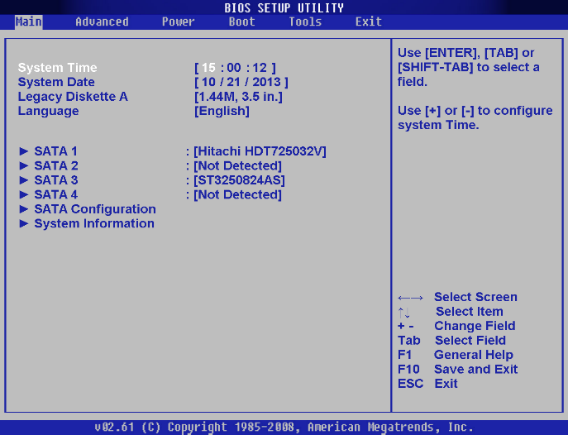 BIOS SETUP UTILITY
Main Advanced Power Boot Tools Exit
System Time [ 15 : 00 : 12 ]
System Date [ 10 / 21 / 2013 ]
Legacy Diskette A [1.44M, 3.5 in.]
Language [English]
► SATA 1 : [Hitachi HDT725032V]
► SATA 2 : [Not Detected]
► SATA 3 : [ST3250824AS]
► SATA 4 : [Not Detected]
► SATA Configuration
► System Information
Use [ENTER], [TAB] or
[SHIFT-TAB] to select a
field.
Use [+] or [-] to configure
system Time.
←→ Select Screen
↑↓ Select Item
+ - Change Field
Tab Select Field
F1 General Help
F10 Save and Exit
ESC Exit
v02.61 (C) Copyright 1985-2008, American Megatrends, Inc.